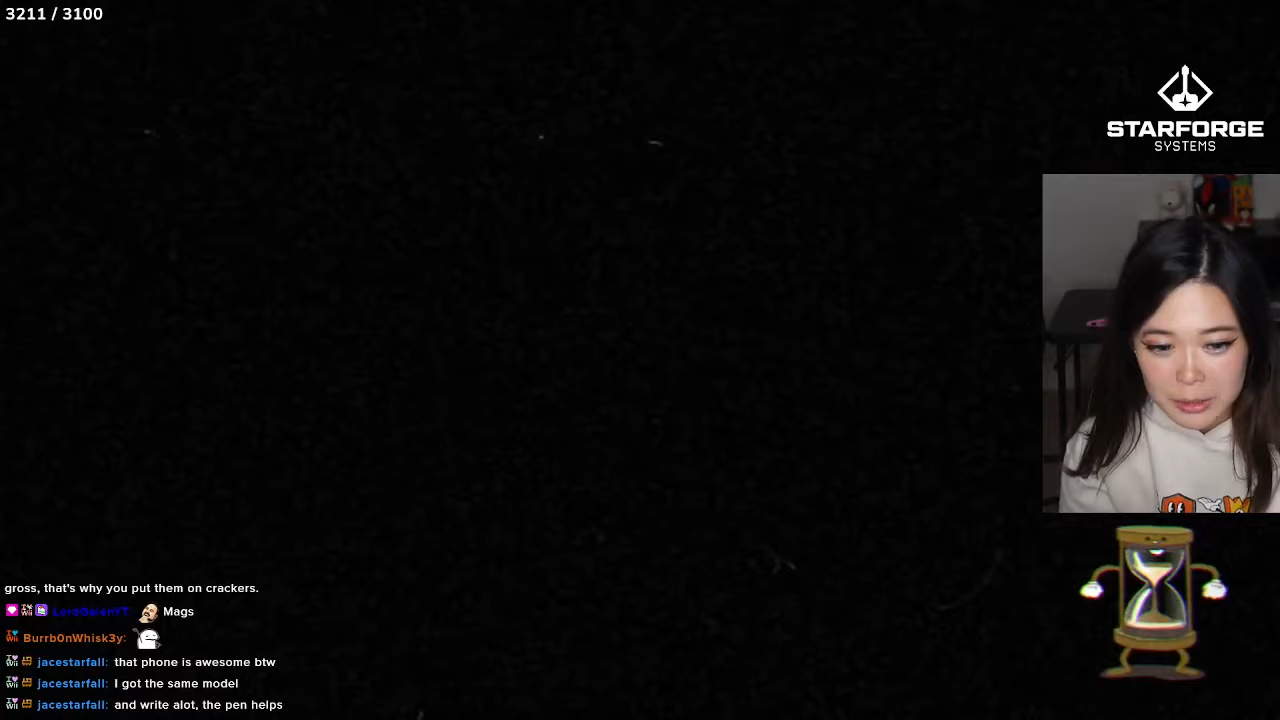 3211 / 3100
STARFORGE
SYSTEMS
gross, that's why you put them on crackers.
LordGalenYT: Mags
BurrbOnWhisk3y:
jacestarfall: that phone is awesome btw
jacestarfall: I got the same model
jacestarfall: and write alot, the pen helps